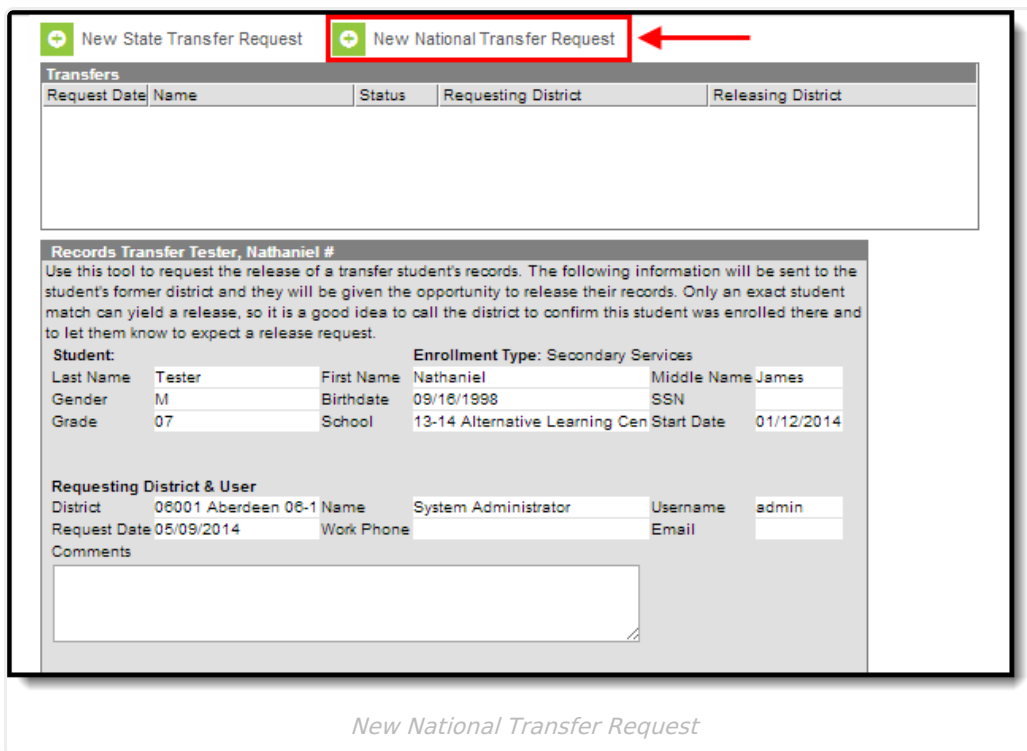 New State Transfer Request New National Transfer Request
Transfers
Request Date Name Status Requesting District Releasing District
Records Transfer Tester, Nathaniel #
Use this tool to request the release of a transfer student's records. The following information will be sent to the
student's former district and they will be given the opportunity to release their records. Only an exact student
match can yield a release, so it is a good idea to call the district to confirm this student was enrolled there and
to let them know to expect a release request.
Student: Enrollment Type: Secondary Services
Last Name Tester First Name Nathaniel Middle Name James
Gender M Birthdate 09/16/1998 SSN
Grade 07 School 13-14 Alternative Learning Cen Start Date 01/12/2014
Requesting District & User
District 06001 Aberdeen 06-1 Name System Administrator Username admin
Request Date 05/09/2014 Work Phone Email
Comments
New National Transfer Request